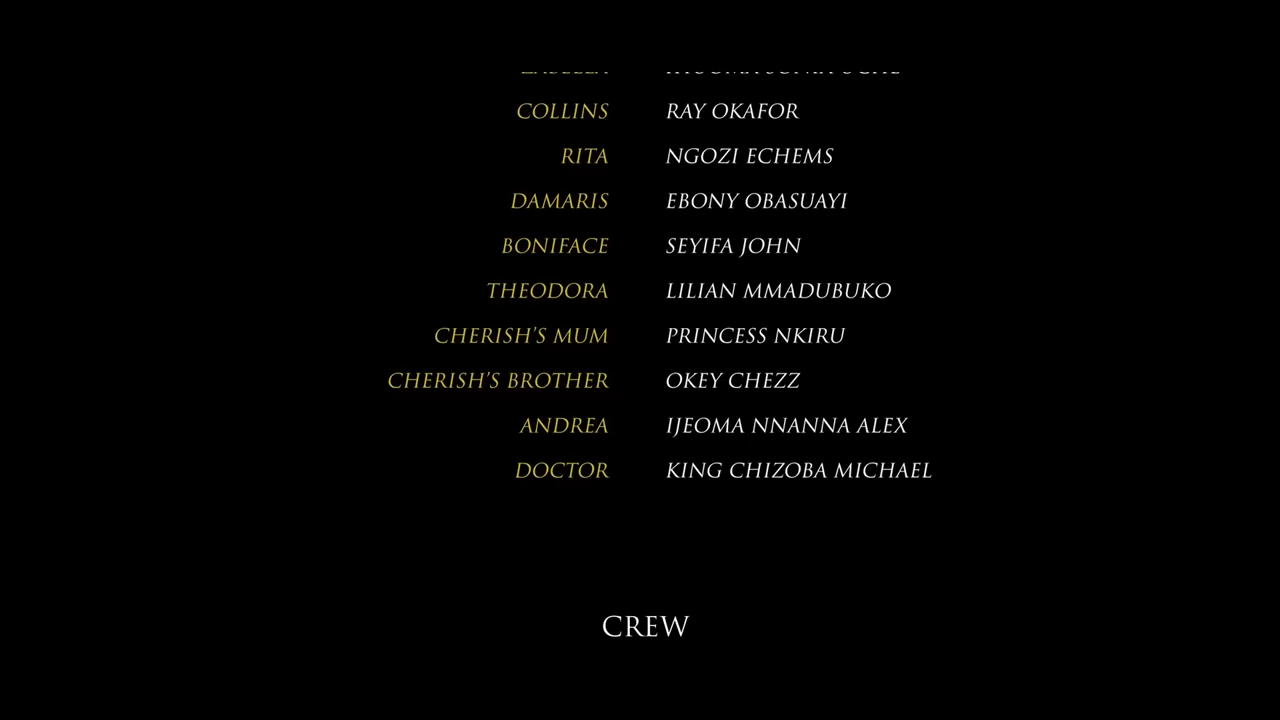 COLLINS RAY OKAFOR
RITA NGOZI ECHEMS
DAMARIS EBONY OBASUAYI
BONIFACE SEYIFA JOHN
THEODORA LILIAN MMADUBUKO
CHERISH'S MUM PRINCESS NKIRU
CHERISH'S BROTHER OKEY CHEZZ
ANDREA IJEOMA NNANNA ALEX
DOCTOR KING CHIZOBA MICHAEL
CREW